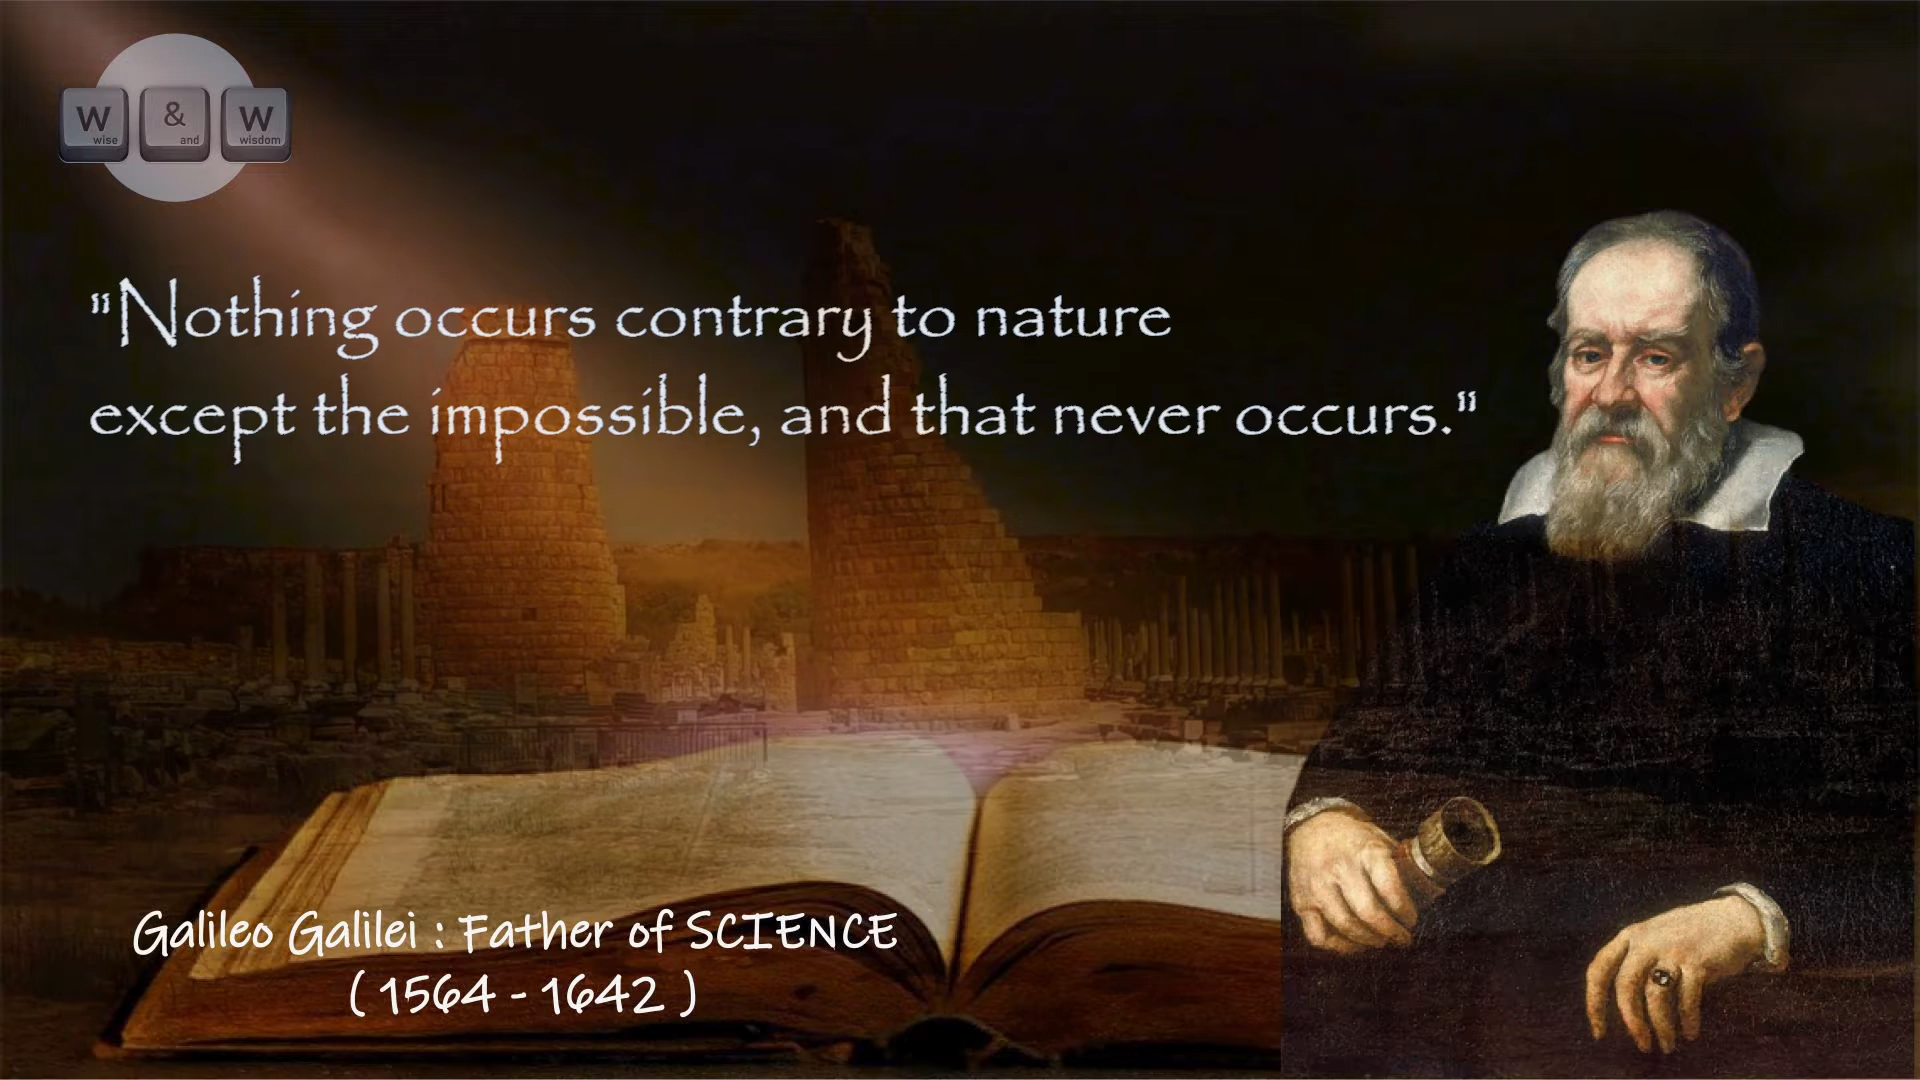 W & W
wise and wisdom
"Nothing occurs contrary to nature
except the impossible, and that never occurs."
Galileo Galilei : Father of SCIENCE
( 1564 - 1642 )